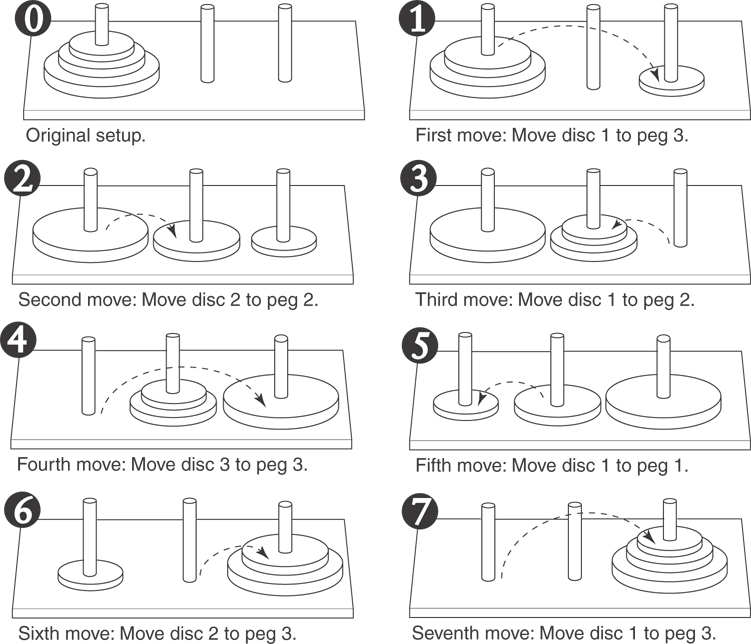 0
Original setup.
1
First move: Move disc 1 to peg 3.
2
Second move: Move disc 2 to peg 2.
3
Third move: Move disc 1 to peg 2.
4
Fourth move: Move disc 3 to peg 3.
5
Fifth move: Move disc 1 to peg 1.
6
Sixth move: Move disc 2 to peg 3.
7
Seventh move: Move disc 1 to peg 3.